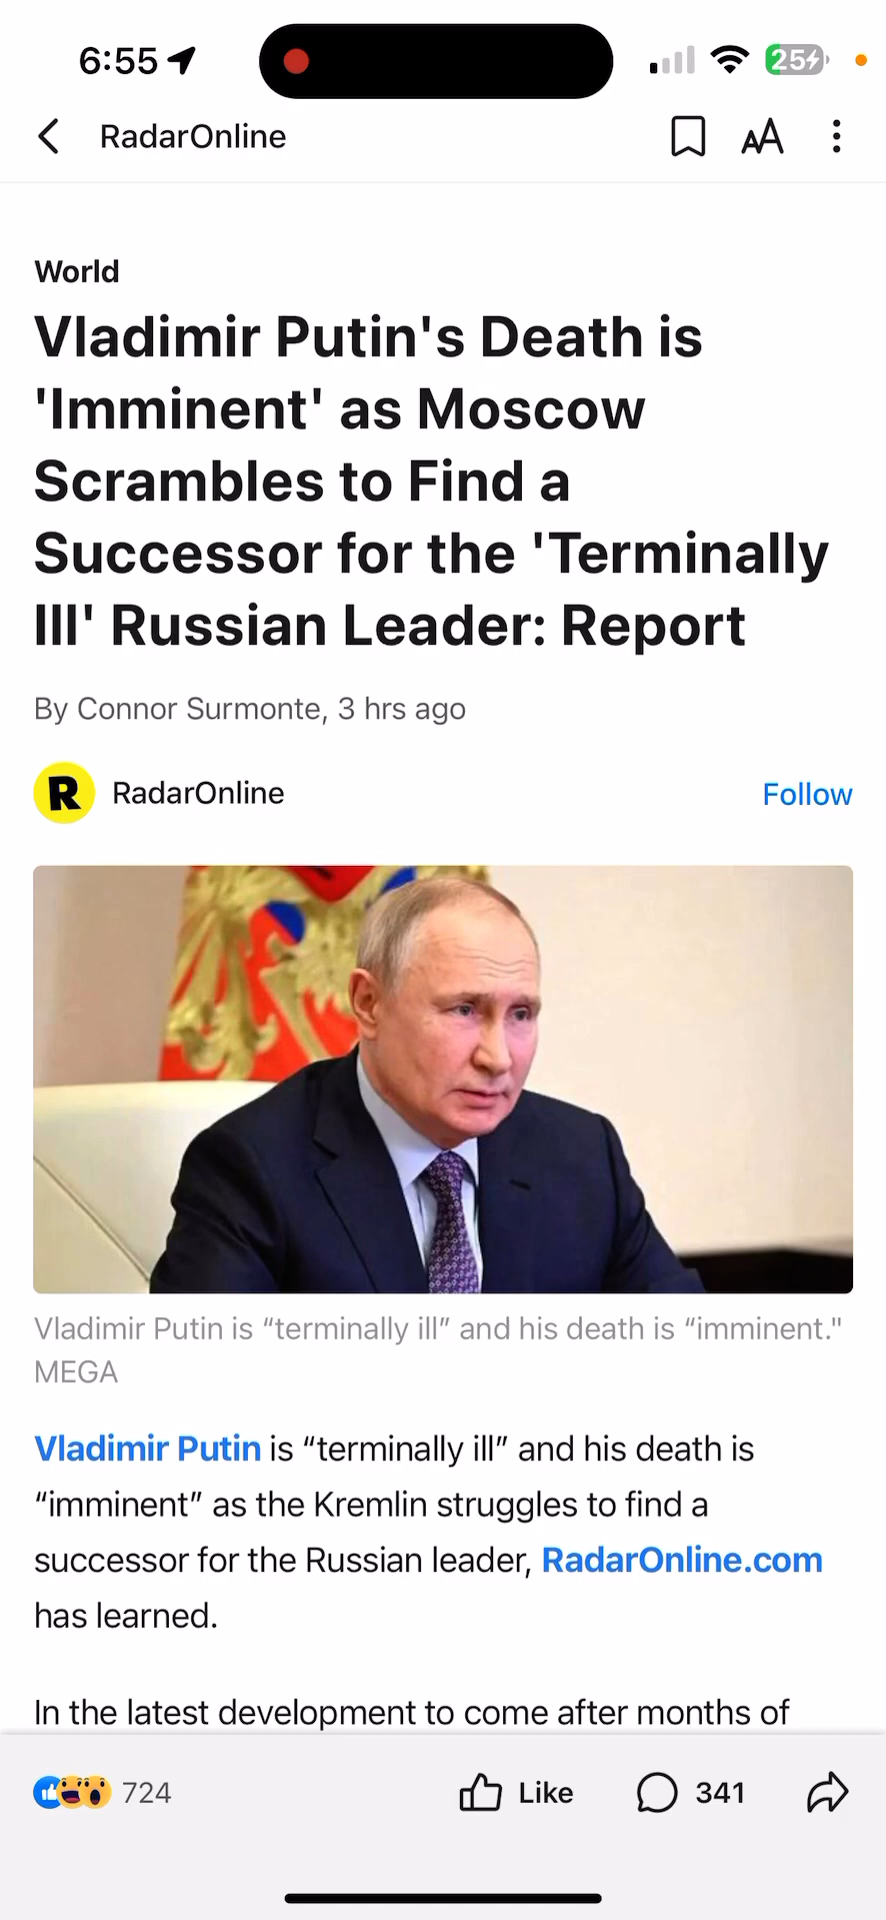 6:55
25
RadarOnline
AA
World
Vladimir Putin's Death is
'Imminent' as Moscow
Scrambles to Find a
Successor for the 'Terminally
Ill' Russian Leader: Report
By Connor Surmonte, 3 hrs ago
R
RadarOnline
Follow
Vladimir Putin is “terminally ill” and his death is “imminent."
MEGA
Vladimir Putin is “terminally ill” and his death is
“imminent” as the Kremlin struggles to find a
successor for the Russian leader, RadarOnline.com
has learned.
In the latest development to come after months of
724
Like
341